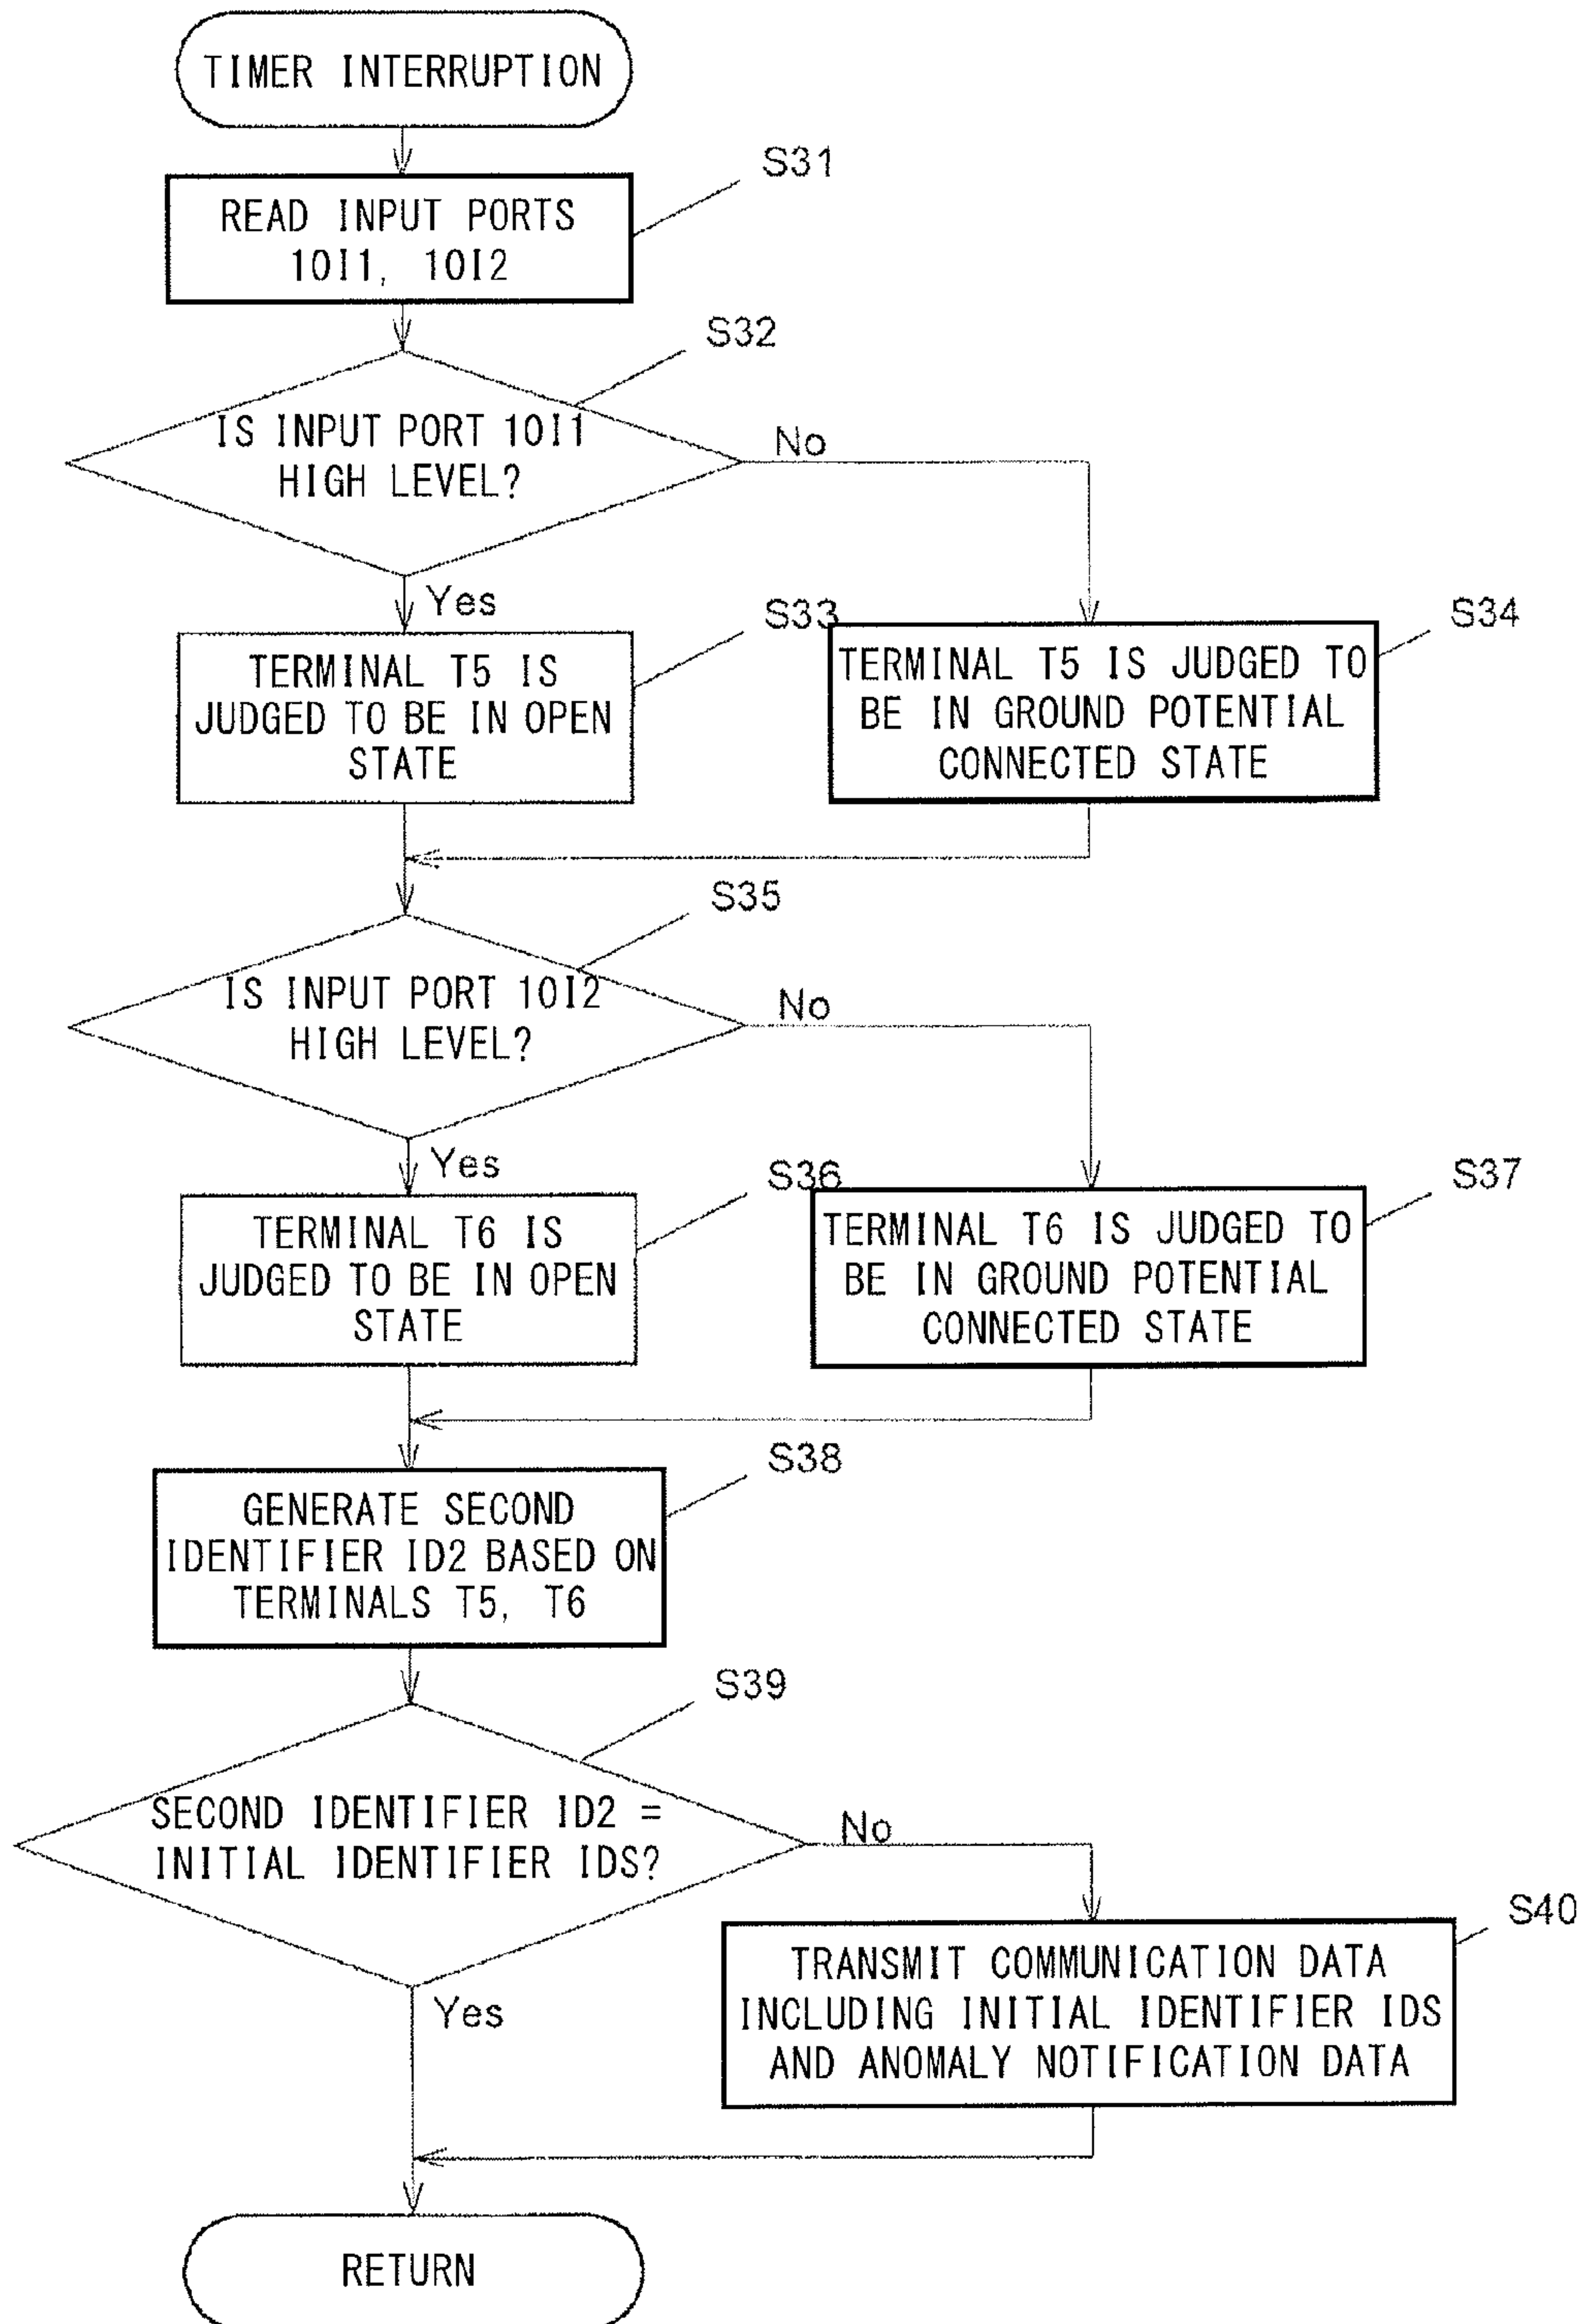 TIMER INTERRUPTION
S31
READ INPUT PORTS
10I1, 10I2
S32
IS INPUT PORT 10I1
HIGH LEVEL?
No
Yes
S33
TERMINAL T5 IS
JUDGED TO BE IN OPEN
STATE
S34
TERMINAL T5 IS JUDGED TO
BE IN GROUND POTENTIAL
CONNECTED STATE
S35
IS INPUT PORT 10I2
HIGH LEVEL?
No
Yes
S36
TERMINAL T6 IS
JUDGED TO BE IN OPEN
STATE
S37
TERMINAL T6 IS JUDGED TO
BE IN GROUND POTENTIAL
CONNECTED STATE
S38
GENERATE SECOND
IDENTIFIER ID2 BASED ON
TERMINALS T5, T6
S39
SECOND IDENTIFIER ID2 =
INITIAL IDENTIFIER IDS?
No
Yes
S40
TRANSMIT COMMUNICATION DATA
INCLUDING INITIAL IDENTIFIER IDS
AND ANOMALY NOTIFICATION DATA
RETURN